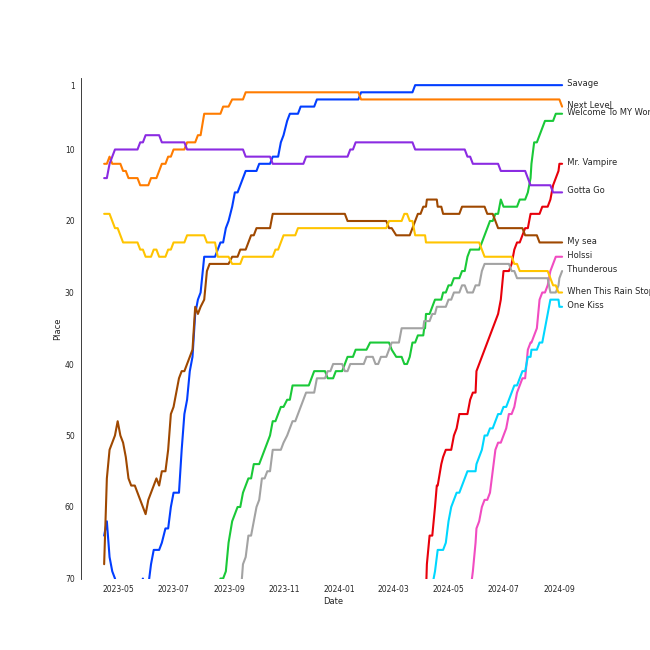 1
10
20
30
40
50
60
70
Place
2023-05
2023-07
2023-09
2023-11
2024-01
2024-03
2024-05
2024-07
2024-09
Date
Savage
Next Level
Welcome To MY Wor
Mr. Vampire
Gotta Go
My sea
Holssi
Thunderous
When This Rain Stop
One Kiss